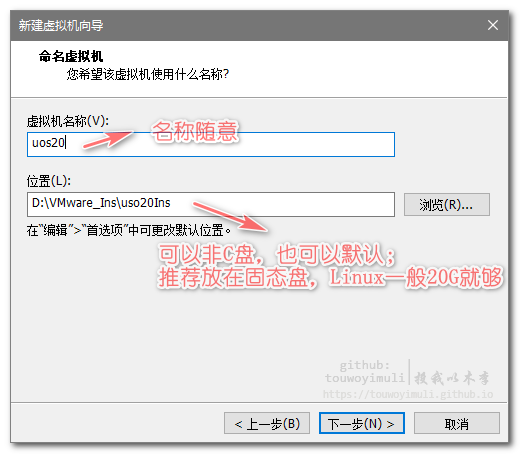 新建虚拟机向导
命名虚拟机
您希望该虚拟机使用什么名称?
虚拟机名称(V):
uos20
名称随意
位置(L):
D:\VMware_Ins\uso20Ins
浏览(R)...
在"编辑">"首选项"中可更改默认位置。
可以非C盘，也可以默认；
推荐放在固态盘，Linux一般20G就够
github:
touwoyimuli
投我以木李
https://touwoyimuli.github.io
< 上一步(B)
下一步(N) >
取消